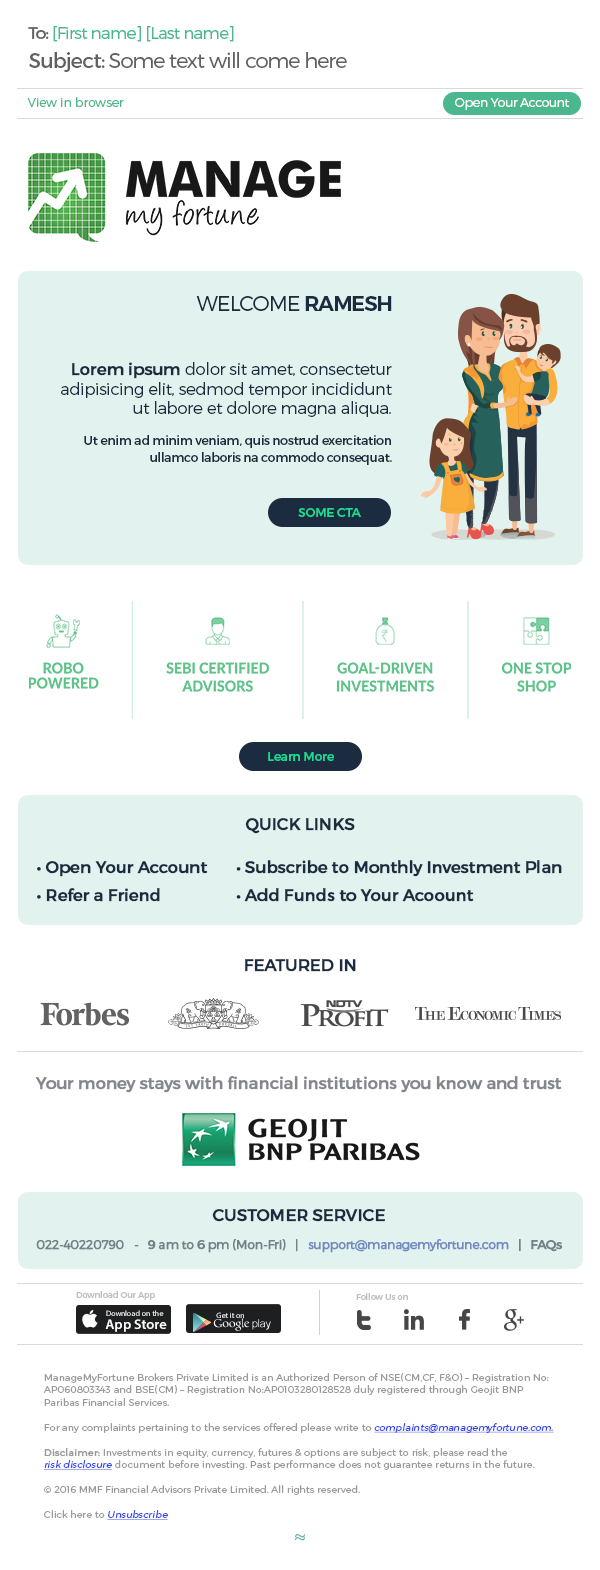 To: [First name] [Last name]
Subject: Some text will come here
View in browser
Open Your Account
MANAGE
my fortune
WELCOME RAMESH
Lorem ipsum dolor sit amet, consectetur
adipisicing elit, sedmod tempor incididunt
ut labore et dolore magna aliqua.
Ut enim ad minim veniam, quis nostrud exercitation
ullamco laboris na commodo consequat.
SOME CTA
ROBO
POWERED
SEBI CERTIFIED
ADVISORS
GOAL-DRIVEN
INVESTMENTS
ONE STOP
SHOP
Learn More
QUICK LINKS
• Open Your Account
• Subscribe to Monthly Investment Plan
• Refer a Friend
• Add Funds to Your Acoount
FEATURED IN
Forbes
NDTV
PROFIT
THE ECONOMIC TIMES
Your money stays with financial institutions you know and trust
GEOJIT
BNP PARIBAS
CUSTOMER SERVICE
022-40220790 - 9 am to 6 pm (Mon-Fri) | support@managemyfortune.com | FAQs
Download Our App
Follow Us on
Download on the
App Store
Get it on
Google play
ManageMyFortune Brokers Private Limited is an Authorized Person of NSE(CM,CF, F&O) – Registration No:
AP060803343 and BSE(CM) – Registration No:AP0103280128528 duly registered through Geojit BNP
Paribas Financial Services.
For any complaints pertaining to the services offered please write to complaints@managemyfortune.com.
Disclaimer: Investments in equity, currency, futures & options are subject to risk, please read the
risk disclosure document before investing. Past performance does not guarantee returns in the future.
© 2016 MMF Financial Advisors Private Limited. All rights reserved.
Click here to Unsubscribe